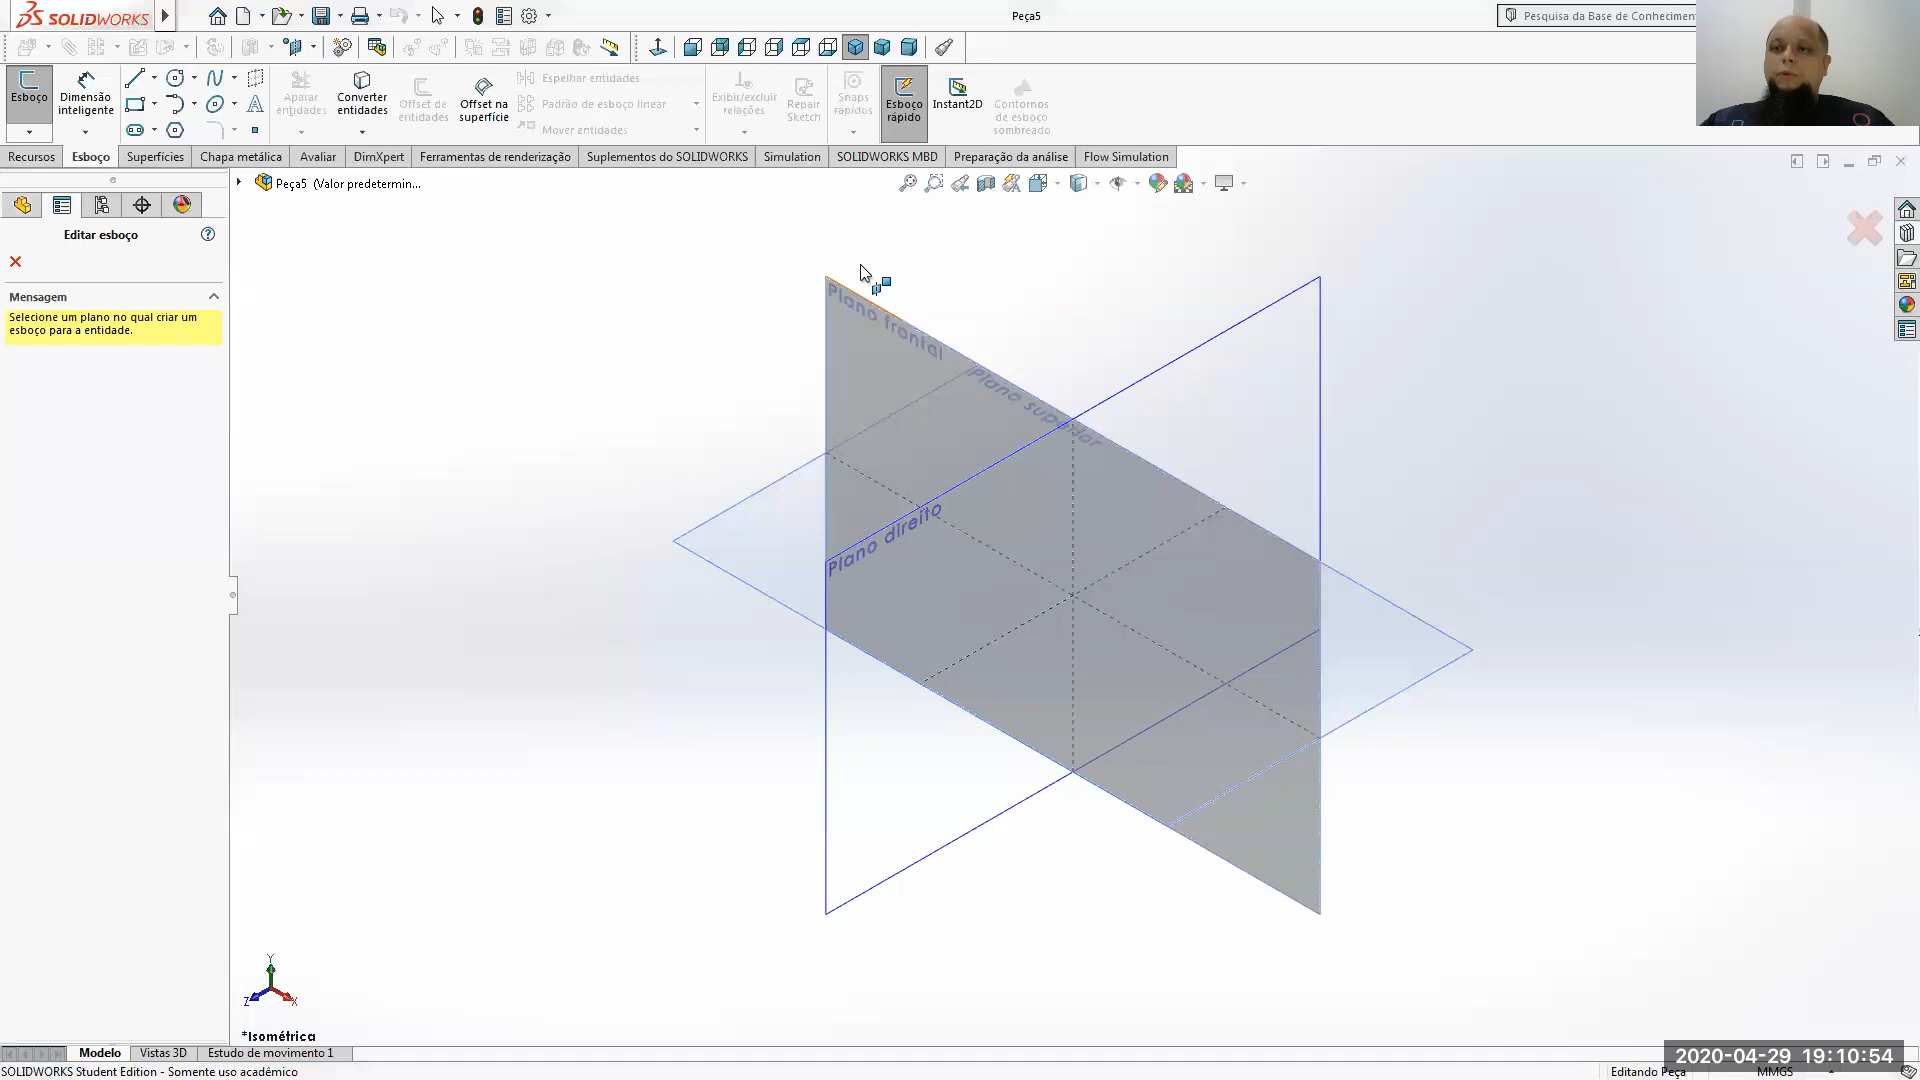 SOLIDWORKS
Peça5
Pesquisa da Base de Conhecimen
Esboço
Dimensão
inteligente
Aparar
entidades
Converter
entidades
Offset de
entidades
Offset na
superfície
Espelhar entidades
Padrão de esboço linear
Mover entidades
Exibir/excluir
relações
Repair
Sketch
Snaps
rápidos
Esboço
rápido
Instant2D
Contornos
de esboço
sombreado
Recursos
Esboço
Superfícies
Chapa metálica
Avaliar
DimXpert
Ferramentas de renderização
Suplementos do SOLIDWORKS
Simulation
SOLIDWORKS MBD
Preparação da análise
Flow Simulation
Peça5 (Valor predetermin...
Editar esboço
Mensagem
Selecione um plano no qual criar um
esboço para a entidade.
Plano frontal
Plano superior
Plano direito
Y
Z
X
*Isométrica
Modelo
Vistas 3D
Estudo de movimento 1
2020-04-29 19:10:54
SOLIDWORKS Student Edition - Somente uso acadêmico
Editando Peça
MMGS